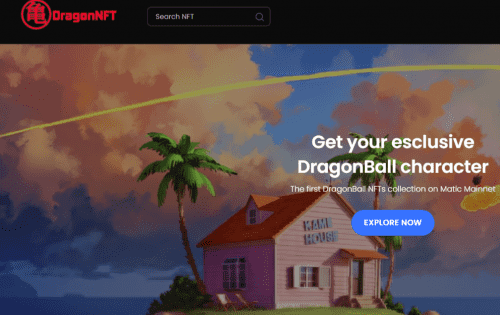 亀 DragonNFT
Search NFT
Get your esclusive
DragonBall character
The first DragonBall NFTs collection on Matic Mainnet
EXPLORE NOW
KAME
HOUSE